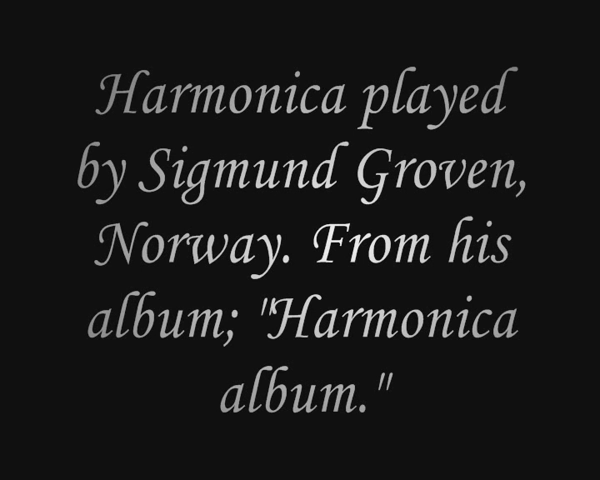 Harmonica played
by Sigmund Groven,
Norway. From his
album; "Harmonica
album."